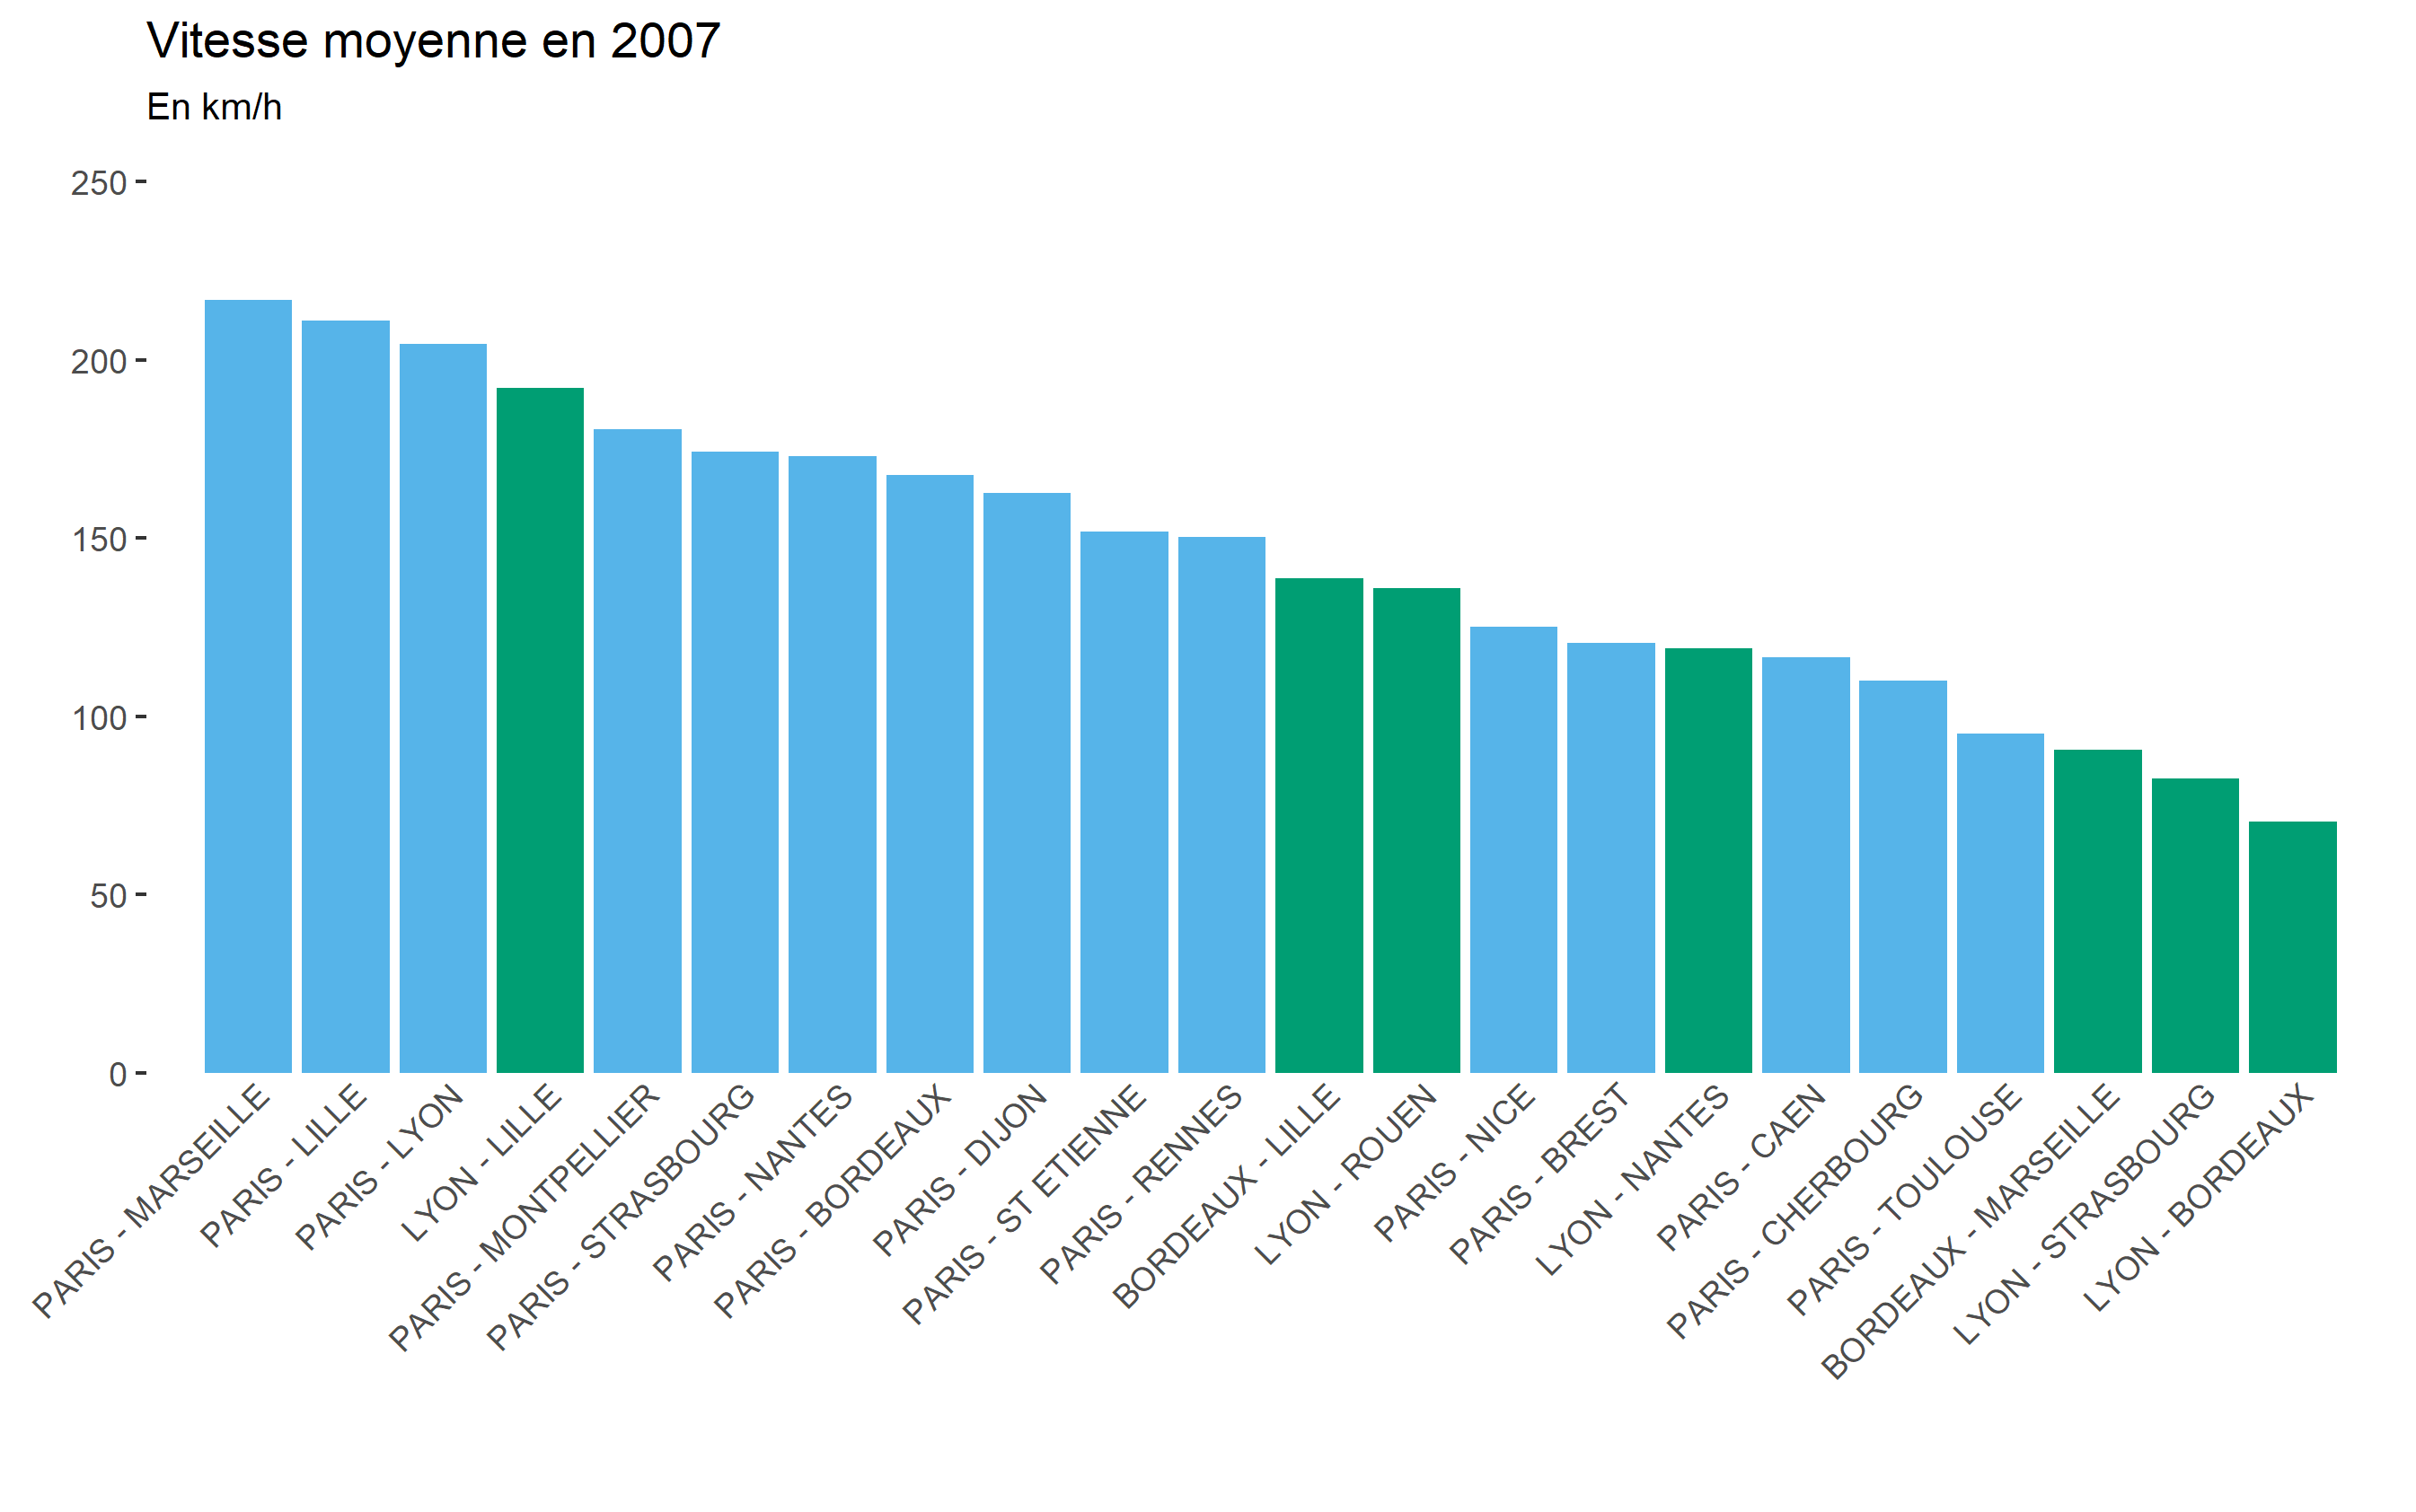 Vitesse moyenne en 2007
En km/h
250
200
150
100
50
0
PARIS - MARSEILLE
PARIS - LILLE
PARIS - LYON
LYON - LILLE
PARIS - MONTPELLIER
PARIS - STRASBOURG
PARIS - NANTES
PARIS - BORDEAUX
PARIS - DIJON
PARIS - ST ETIENNE
PARIS - RENNES
BORDEAUX - LILLE
LYON - ROUEN
PARIS - NICE
PARIS - BREST
LYON - NANTES
PARIS - CAEN
PARIS - CHERBOURG
PARIS - TOULOUSE
BORDEAUX - MARSEILLE
LYON - STRASBOURG
LYON - BORDEAUX